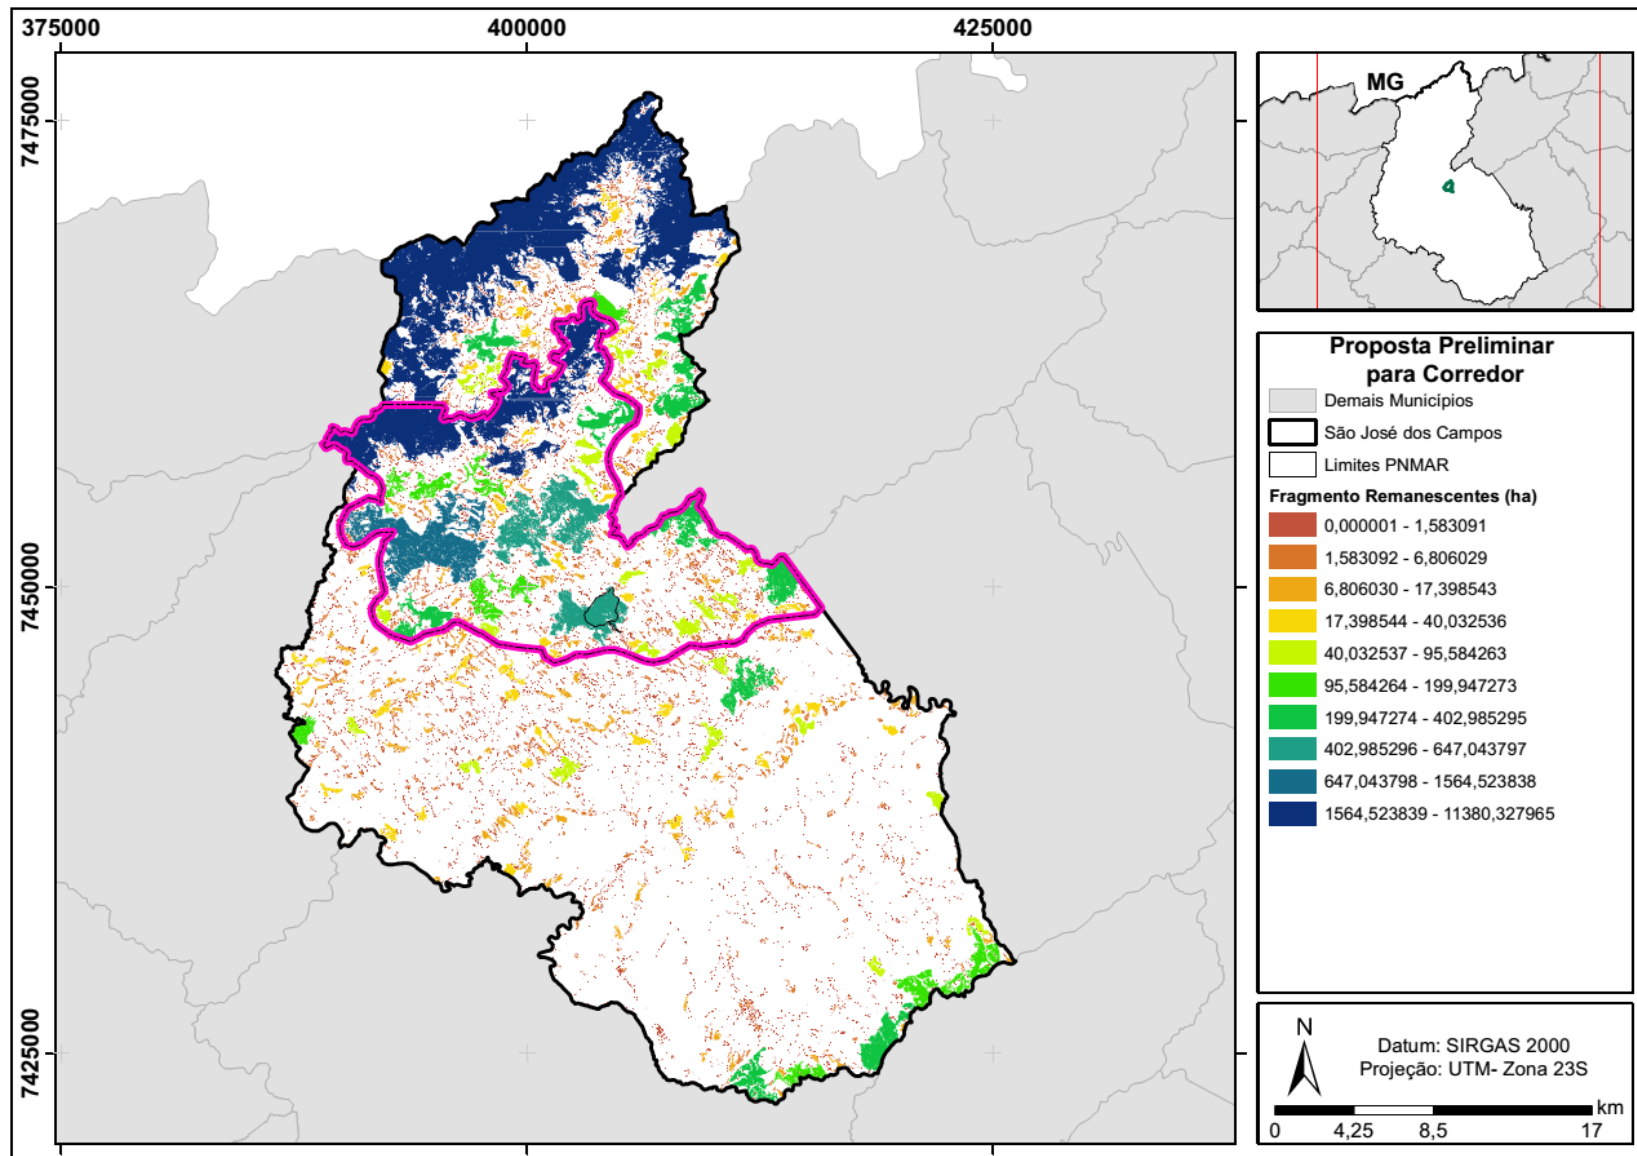 375000
400000
425000
7475000
7450000
7425000
MG
Proposta Preliminar
para Corredor
Demais Municípios
São José dos Campos
Limites PNMAR
Fragmento Remanescentes (ha)
0,000001 - 1,583091
1,583092 - 6,806029
6,806030 - 17,398543
17,398544 - 40,032536
40,032537 - 95,584263
95,584264 - 199,947273
199,947274 - 402,985295
402,985296 - 647,043797
647,043798 - 1564,523838
1564,523839 - 11380,327965
N
Datum: SIRGAS 2000
Projeção: UTM- Zona 23S
km
0 4,25 8,5 17